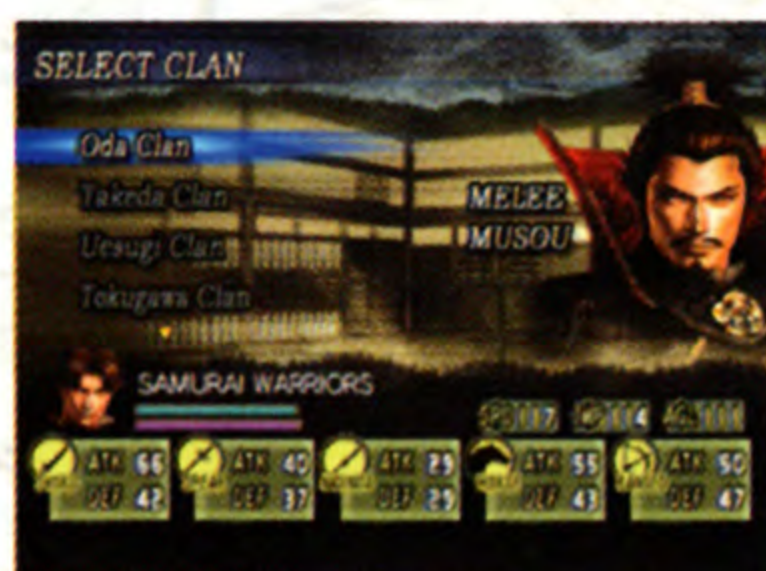 SELECT CLAN
Oda Clan
Takeda Clan
Uesugi Clan
Tokugawa Clan
MELEE
MUSOU
SAMURAI WARRIORS
ATK 66
DEF 42
ATK 40
DEF 37
ATK 29
DEF 29
ATK 55
DEF 43
ATK 50
DEF 47